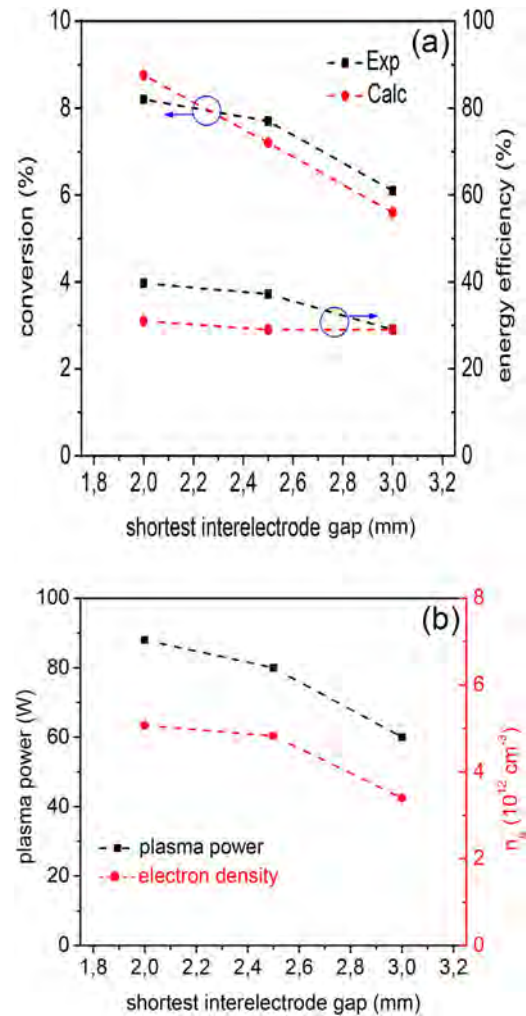 (a)
Exp
Calc
conversion (%)
10
8
6
4
2
0
energy efficiency (%)
100
80
60
40
20
0
1,8 2,0 2,2 2,4 2,6 2,8 3,0 3,2
shortest interelectrode gap (mm)
(b)
plasma power (W)
100
80
60
40
20
0
plasma power
electron density
8
6
4
2
0
(10¹² cm⁻³)
1,8 2,0 2,2 2,4 2,6 2,8 3,0 3,2
shortest interelectrode gap (mm)